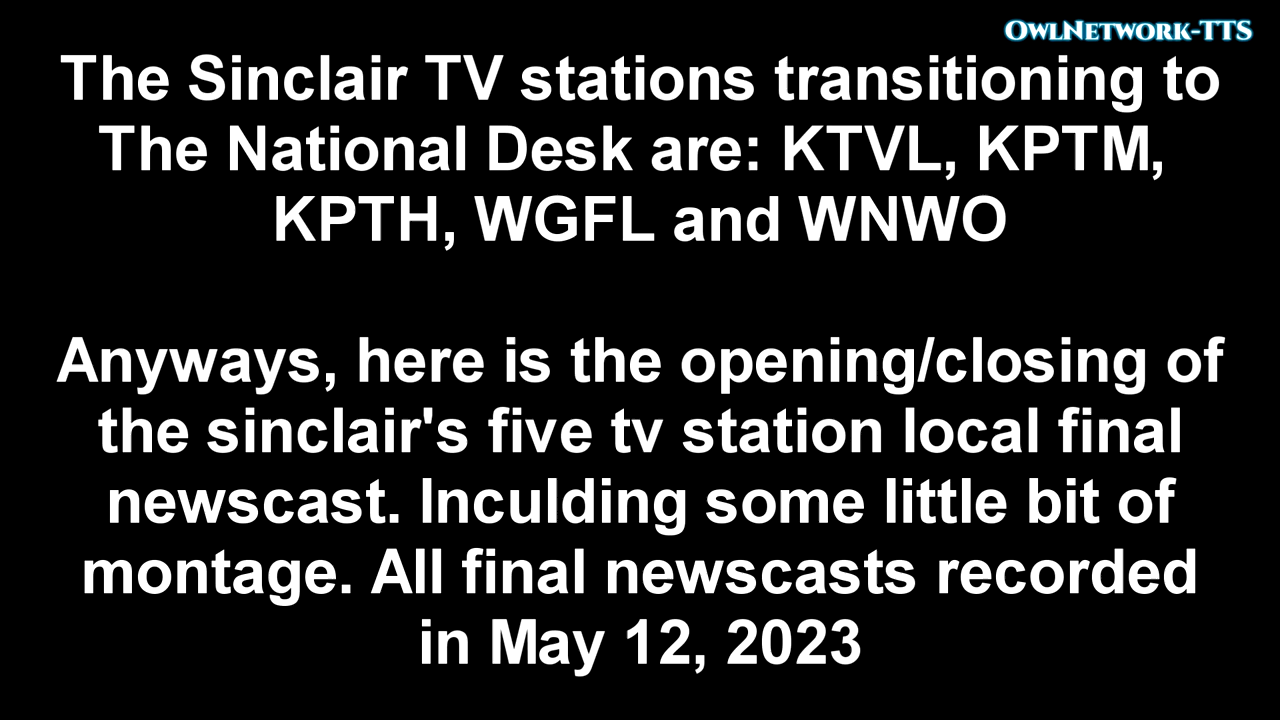 OwlNetwork-TTS
The Sinclair TV stations transitioning to
The National Desk are: KTVL, KPTM,
KPTH, WGFL and WNWO
Anyways, here is the opening/closing of
the sinclair's five tv station local final
newscast. Inculding some little bit of
montage. All final newscasts recorded
in May 12, 2023